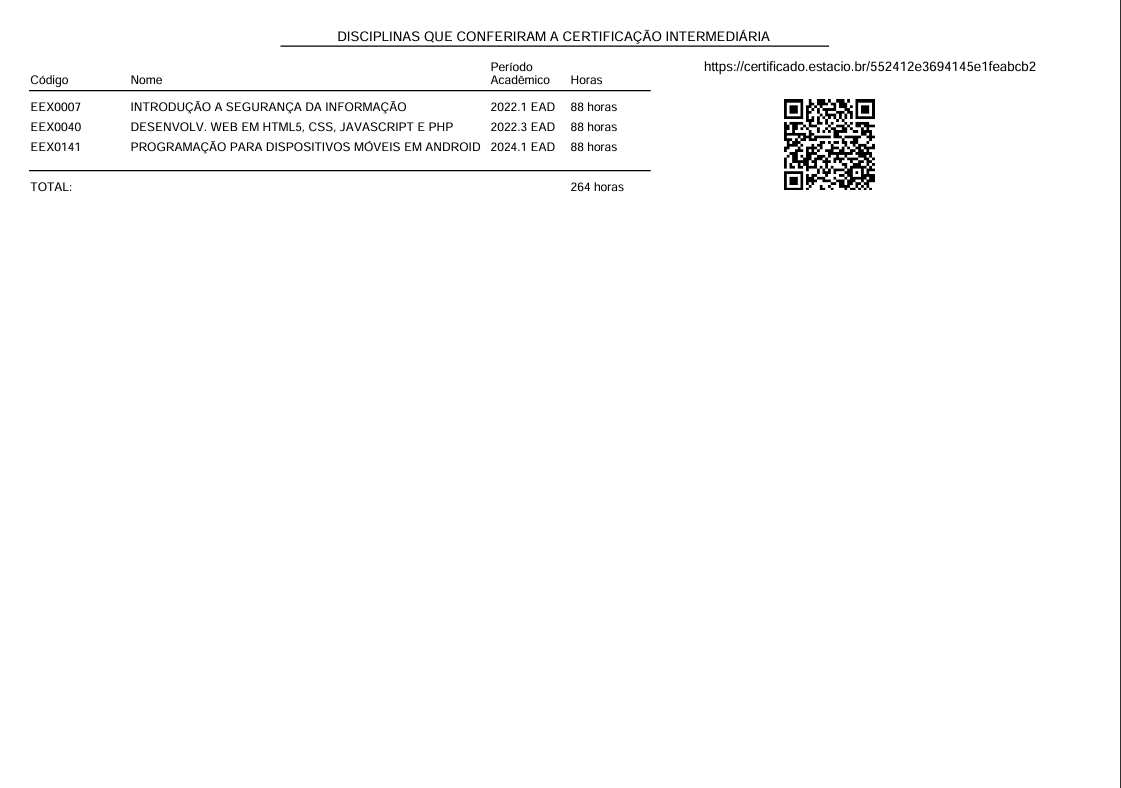 DISCIPLINAS QUE CONFERIRAM A CERTIFICAÇÃO INTERMEDIÁRIA
https://certificado.estacio.br/552412e3694145e1feabcb2
Código Nome Período Acadêmico Horas
EEX0007 INTRODUÇÃO A SEGURANÇA DA INFORMAÇÃO 2022.1 EAD 88 horas
EEX0040 DESENVOLV. WEB EM HTML5, CSS, JAVASCRIPT E PHP 2022.3 EAD 88 horas
EEX0141 PROGRAMAÇÃO PARA DISPOSITIVOS MÓVEIS EM ANDROID 2024.1 EAD 88 horas
TOTAL: 264 horas